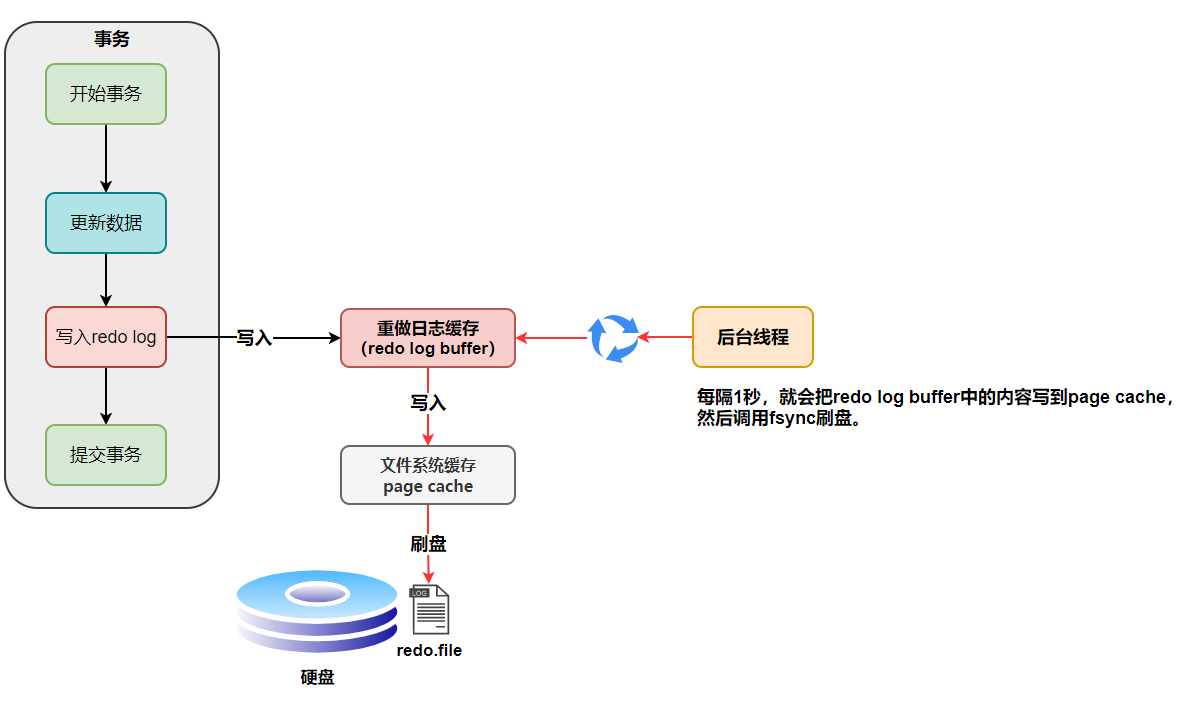 事务
开始事务
更新数据
写入redo log
写入
重做日志缓存
（redo log buffer）
后台线程
每隔1秒，就会把redo log buffer中的内容写到page cache，
然后调用fsync刷盘。
写入
提交事务
文件系统缓存
page cache
刷盘
LOG
redo.file
硬盘